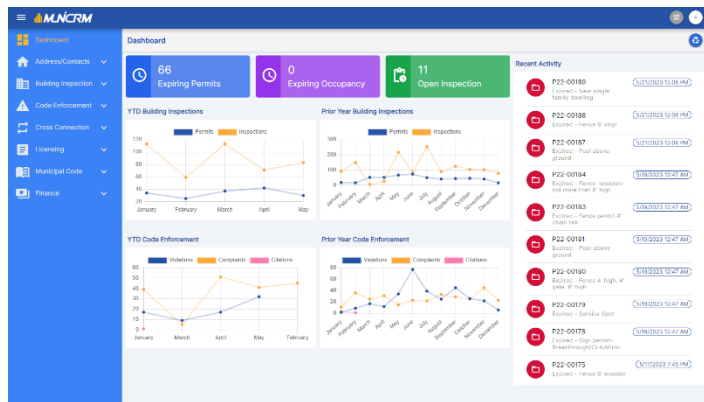 MUNICRM
Dashboard
Address/Contacts
Building Inspection
Code Enforcement
Cross Connection
Licensing
Municipal Code
Finance
Dashboard
66
Expiring Permits
0
Expiring Occupancy
11
Open Inspection
YTD Building Inspections
Permits Inspections
120
100
80
60
40
20
January February March April May
Prior Year Building Inspections
Permits Inspections
300
200
100
0
January February March April May June July August September October November December
YTD Code Enforcement
Violations Complaints Citations
60
50
40
30
20
10
0
January March April May February
Prior Year Code Enforcement
Violations Complaints Citations
80
60
40
20
0
January February March April May June July August September October November December
Recent Activity
P22-00189 (5/21/2023 12:06 PM)
Expired - New single
family dwelling
P22-00188 (5/21/2023 12:06 PM)
Expired - Fence 6' vinyl
P22-00187 (5/21/2023 12:06 PM)
Expired - Pool above
ground
P22-00184 (5/19/2023 12:47 AM)
Expired - Fence -wooden-
not more than 6' high
P22-00183 (5/19/2023 12:47 AM)
Expired - Fence permit 4'
chain link
P22-00181 (5/19/2023 12:47 AM)
Expired - Pool above
ground
P22-00180 (5/19/2023 12:47 AM)
Expired - Fence 4' high, 4'
gate, 6' high
P22-00179 (5/19/2023 12:47 AM)
Expired - Service Spot
P22-00178 (5/19/2023 12:47 AM)
Expired - Sign permit-
Breakthrough/CLA/Miron
P22-00175 (5/17/2023 7:45 PM)
Expired - Fence 6' wooden